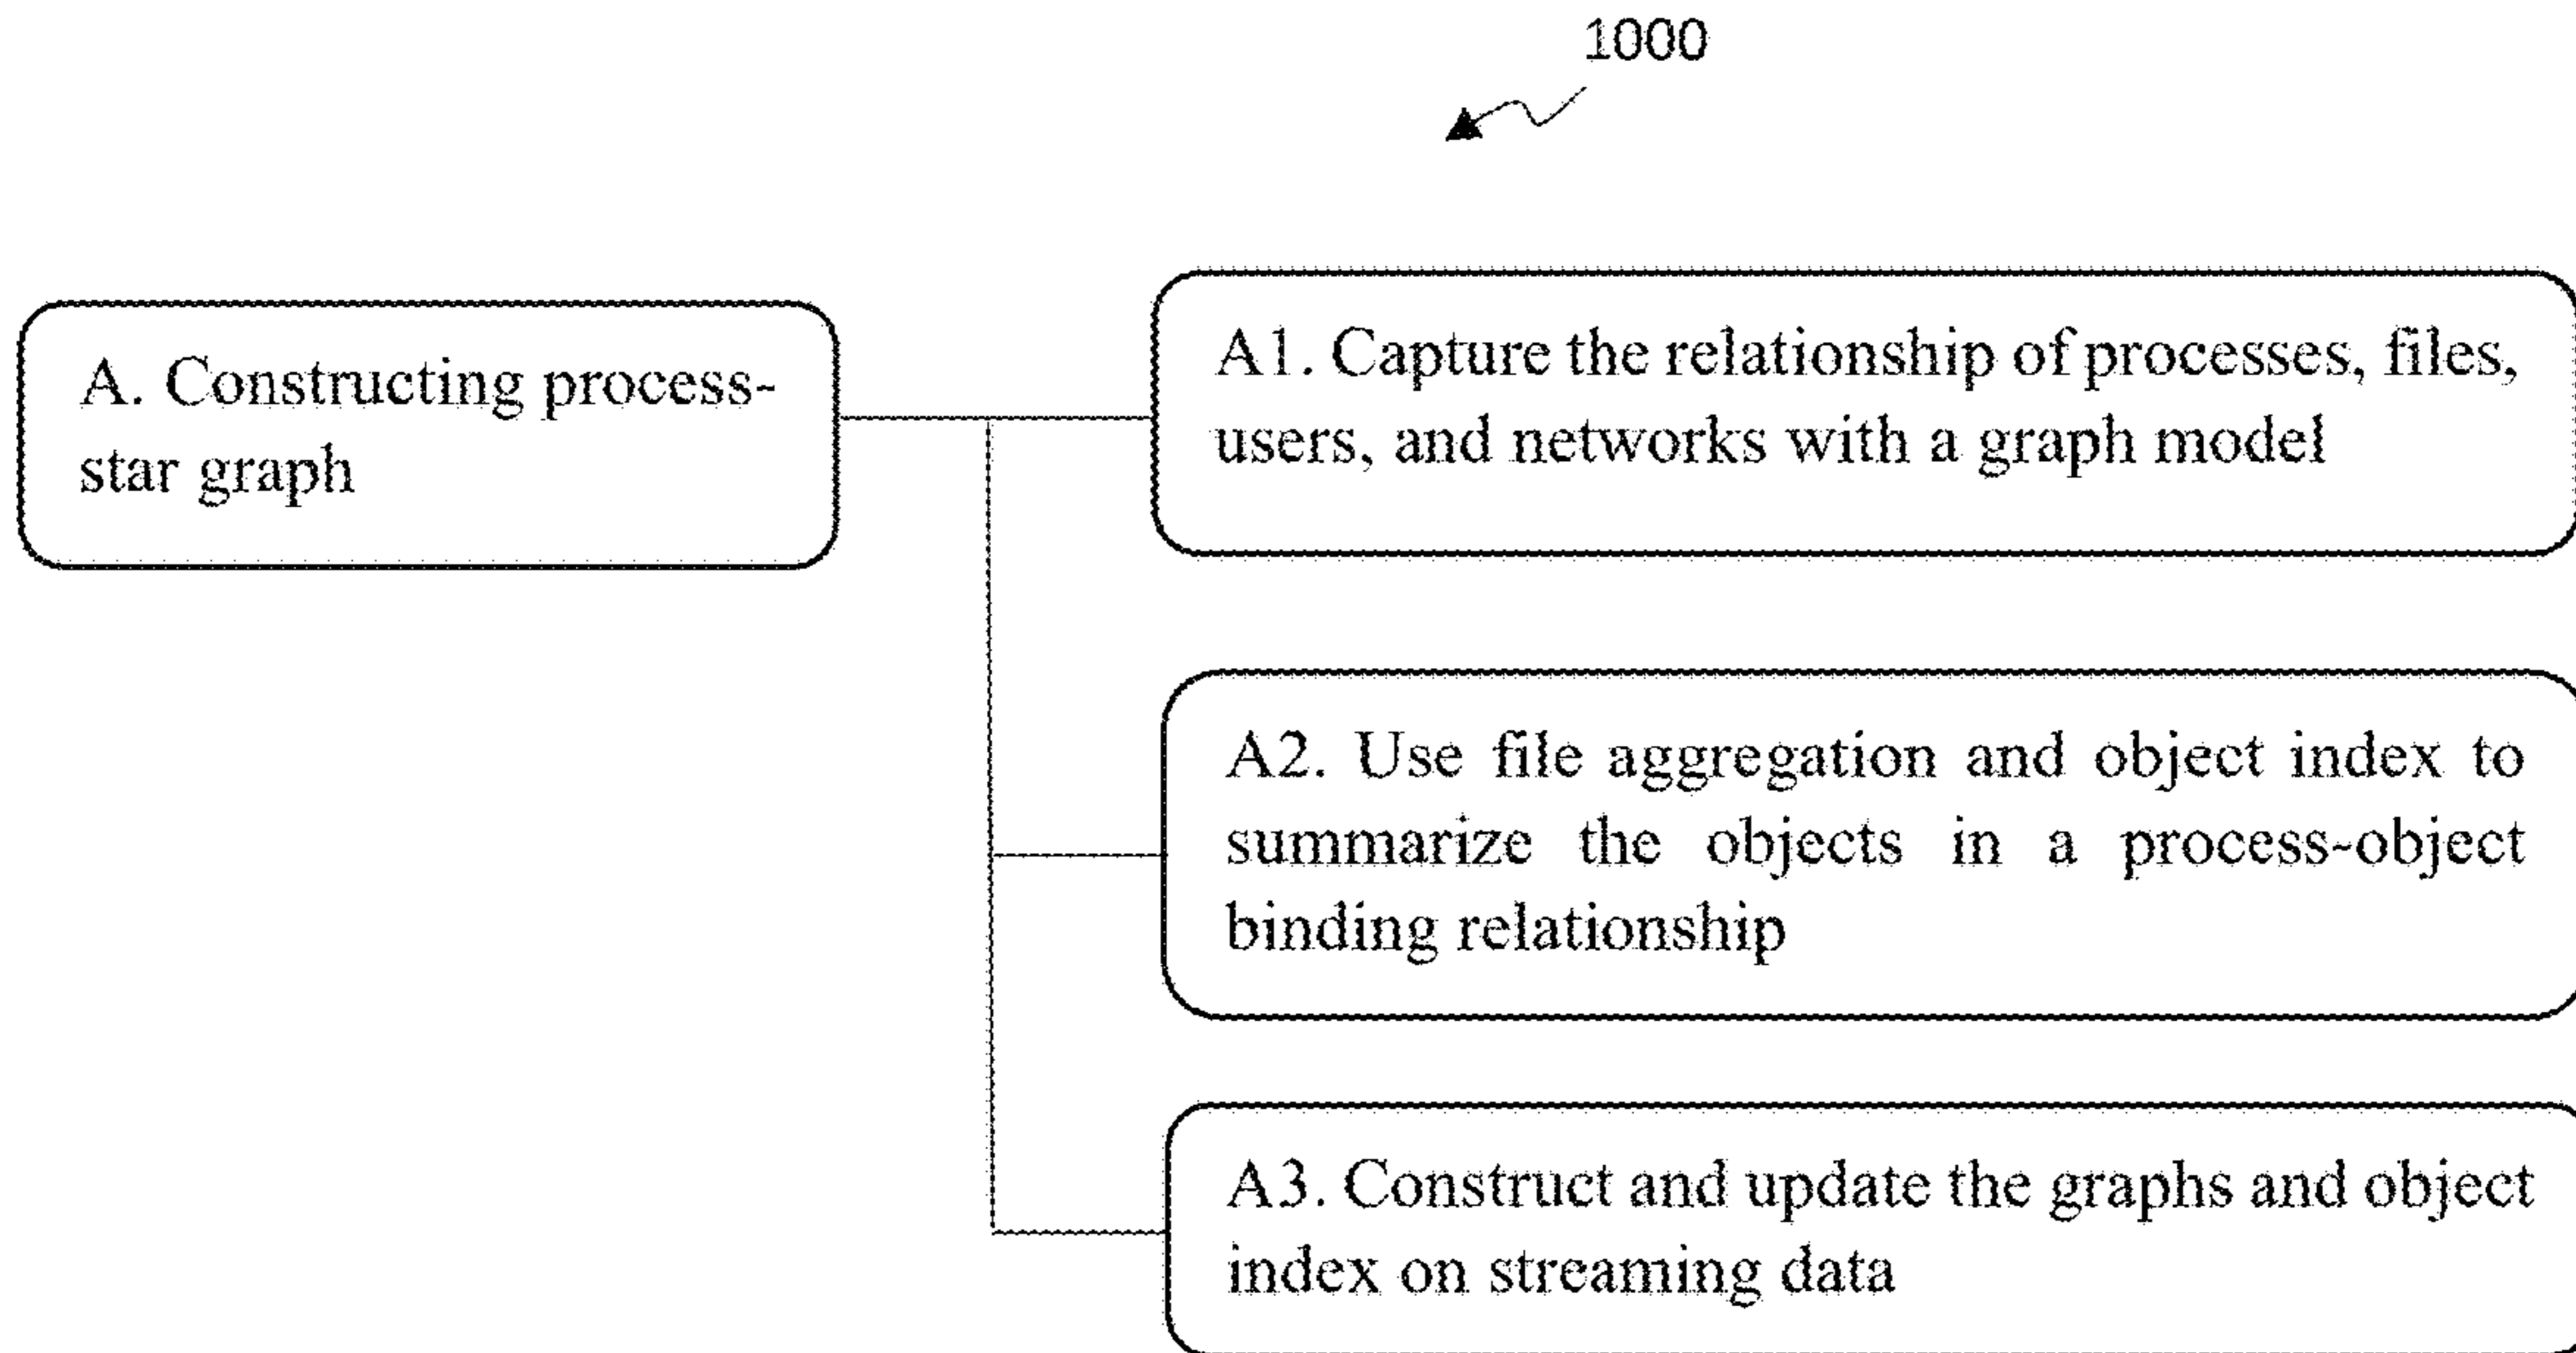 1000
A. Constructing process-
star graph
A1. Capture the relationship of processes, files,
users, and networks with a graph model
A2. Use file aggregation and object index to
summarize the objects in a process-object
binding relationship
A3. Construct and update the graphs and object
index on streaming data